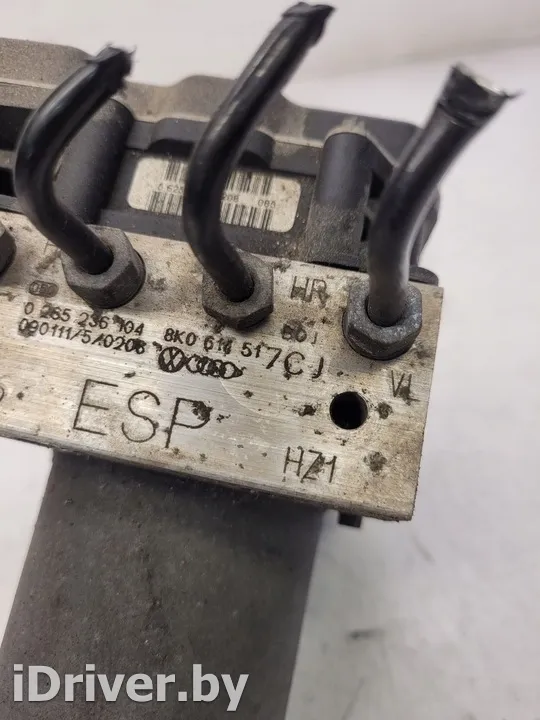 HR
VL
0 265 236 104 8K0 614 517CJ
090111/5/0206
ESP
HZ1
iDriver.by